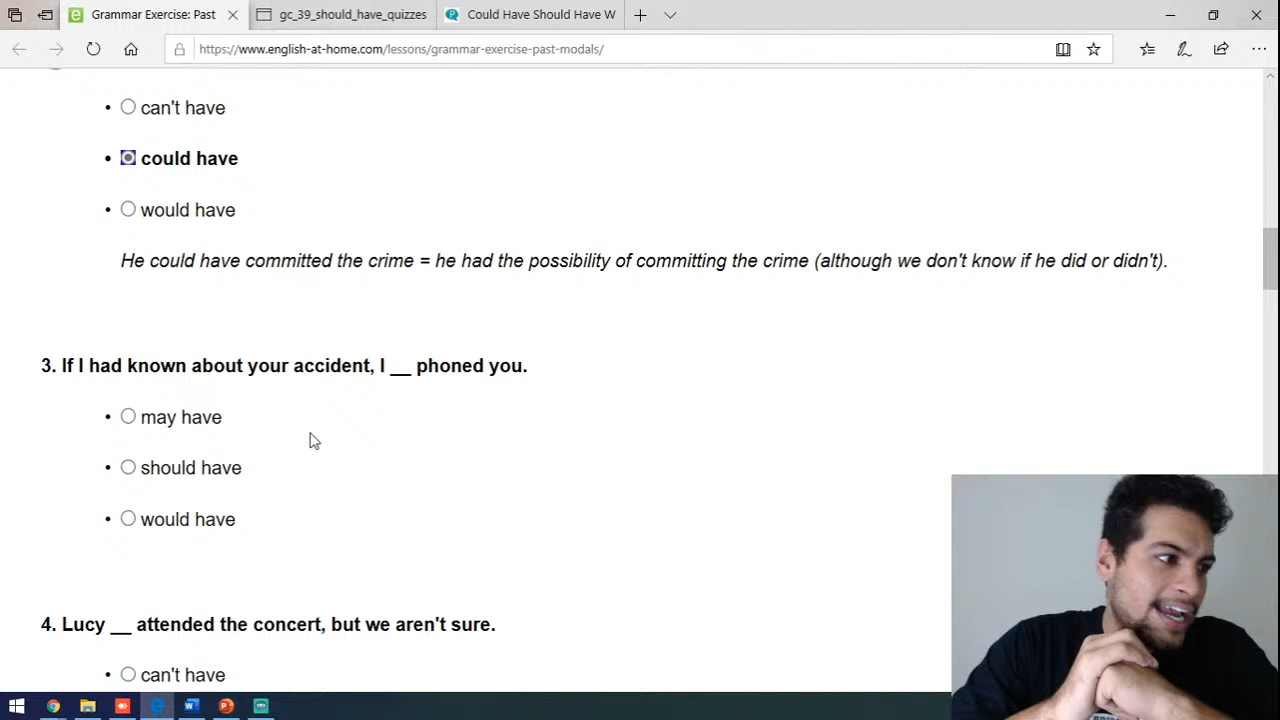 Grammar Exercise: Past
gc_39_should_have_quizzes
Could Have Should Have W
https://www.english-at-home.com/lessons/grammar-exercise-past-modals/
• can't have
• could have
• would have
He could have committed the crime = he had the possibility of committing the crime (although we don't know if he did or didn't).
3. If I had known about your accident, I __ phoned you.
• may have
• should have
• would have
4. Lucy __ attended the concert, but we aren't sure.
• can't have